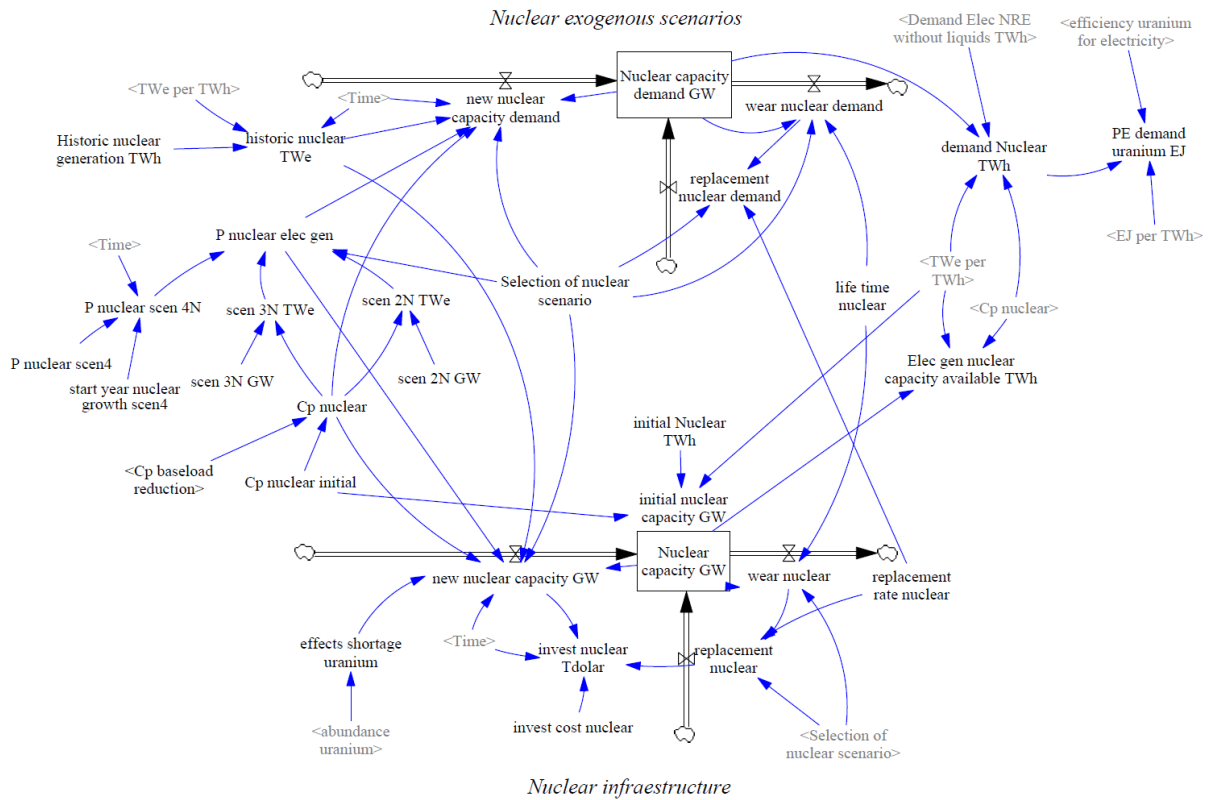 Nuclear exogenous scenarios
<Demand Elec NRE
without liquids TWh>
<efficiency uranium
for electricity>
Nuclear capacity
demand GW
<TWe per TWh>
<Time>
new nuclear
capacity demand
wear nuclear demand
Historic nuclear
generation TWh
historic nuclear
TWe
demand Nuclear
TWh
PE demand
uranium EJ
replacement
nuclear demand
<Time>
P nuclear elec gen
<EJ per TWh>
Selection of nuclear
scenario
<TWe per
TWh>
life time
nuclear
P nuclear scen 4N
scen 3N TWe
scen 2N TWe
<Cp nuclear>
P nuclear scen4
start year nuclear
growth scen4
scen 3N GW
scen 2N GW
Elec gen nuclear
capacity available TWh
Cp nuclear
initial Nuclear
TWh
<Cp baseload
reduction>
Cp nuclear initial
initial nuclear
capacity GW
Nuclear
capacity GW
new nuclear capacity GW
wear nuclear
replacement
rate nuclear
effects shortage
uranium
<Time>
invest nuclear
Tdolar
replacement
nuclear
<abundance
uranium>
invest cost nuclear
<Selection of
nuclear scenario>
Nuclear infraestructure